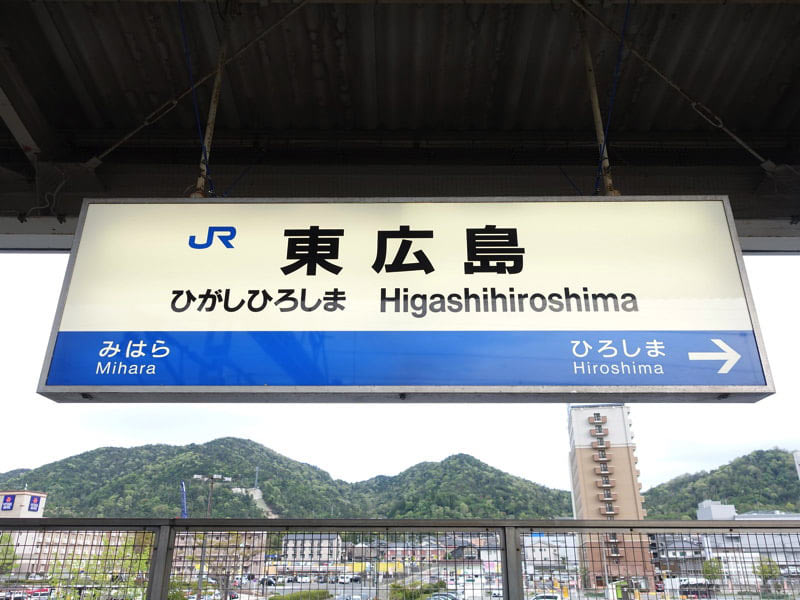 JR 東広島
ひがしひろしま Higashihiroshima
みはら ひろしま →
Mihara Hiroshima